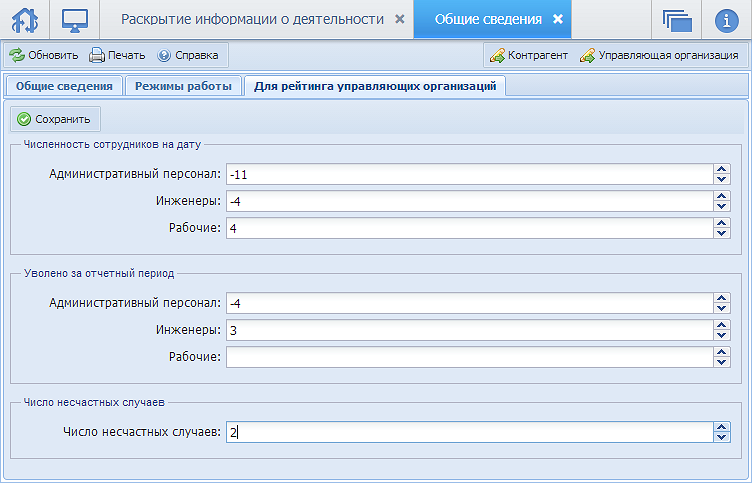 Раскрытие информации о деятельности
Общие сведения
Обновить Печать Справка
Контрагент Управляющая организация
Общие сведения Режимы работы Для рейтинга управляющих организаций
Сохранить
Численность сотрудников на дату
Административный персонал: -11
Инженеры: -4
Рабочие: 4
Уволено за отчетный период
Административный персонал: -4
Инженеры: 3
Рабочие:
Число несчастных случаев
Число несчастных случаев: 2